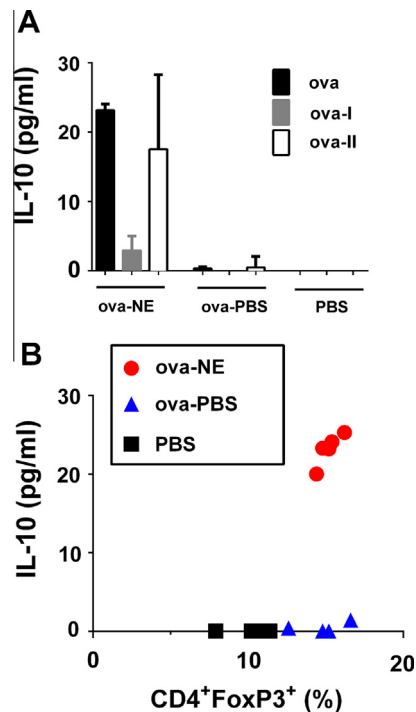 A
IL-10 (pg/ml)
30
20
10
0
ova
ova-I
ova-II
ova-NE ova-PBS PBS
B
ova-NE
ova-PBS
PBS
IL-10 (pg/ml)
30
20
10
0
0 10 20
CD4⁺FoxP3⁺ (%)